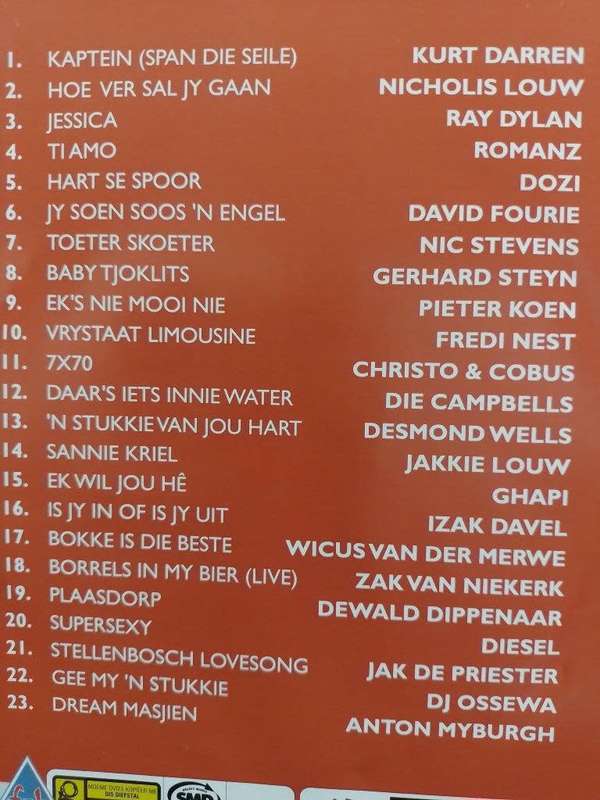 1. KAPTEIN (SPAN DIE SEILE) KURT DARREN
2. HOE VER SAL JY GAAN NICHOLIS LOUW
3. JESSICA RAY DYLAN
4. TI AMO ROMANZ
5. HART SE SPOOR DOZI
6. JY SOEN SOOS 'N ENGEL DAVID FOURIE
7. TOETER SKOETER NIC STEVENS
8. BABY TJOKLITS GERHARD STEYN
9. EK'S NIE MOOI NIE PIETER KOEN
10. VRYSTAAT LIMOUSINE FREDI NEST
11. 7X70 CHRISTO & COBUS
12. DAAR'S IETS INNIE WATER DIE CAMPBELLS
13. 'N STUKKIE VAN JOU HART DESMOND WELLS
14. SANNIE KRIEL JAKKIE LOUW
15. EK WIL JOU HÊ GHAPI
16. IS JY IN OF IS JY UIT IZAK DAVEL
17. BOKKE IS DIE BESTE WICUS VAN DER MERWE
18. BORRELS IN MY BIER (LIVE) ZAK VAN NIEKERK
19. PLAASDORP DEWALD DIPPENAAR
20. SUPERSEXY DIESEL
21. STELLENBOSCH LOVESONG JAK DE PRIESTER
22. GEE MY 'N STUKKIE DJ OSSEWA
23. DREAM MASJIEN ANTON MYBURGH
IS DIEFSTAL